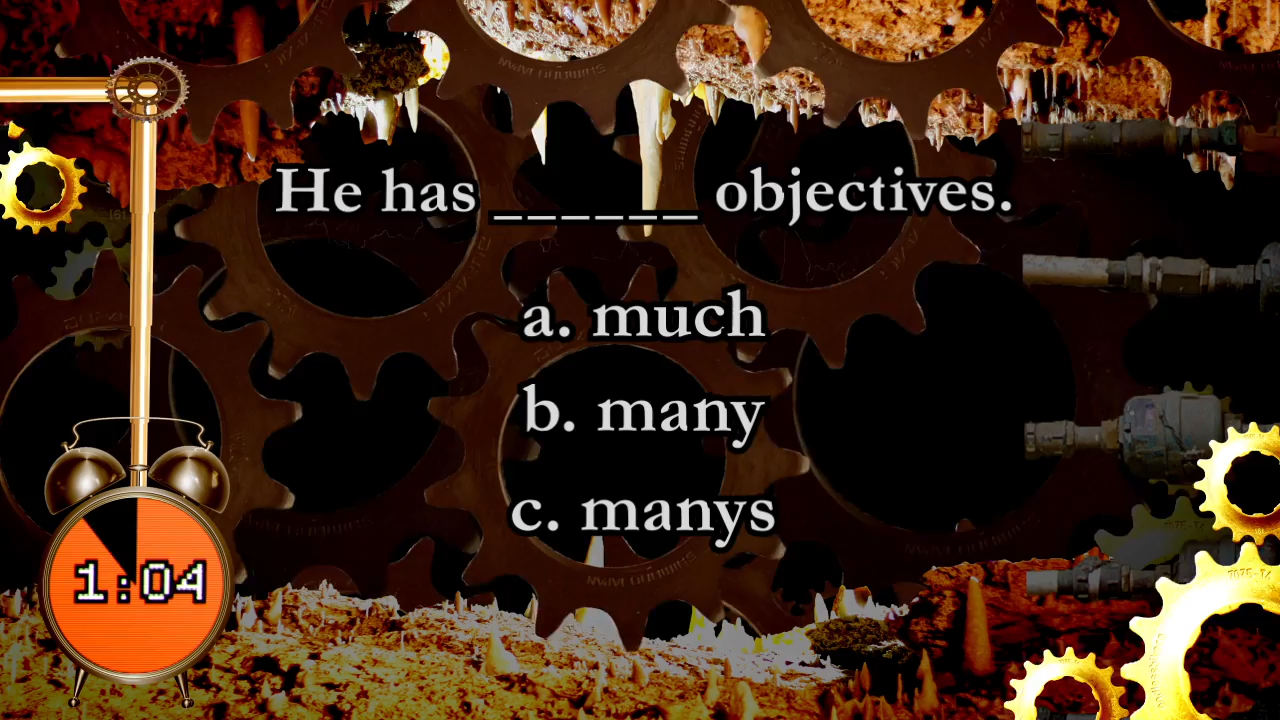 He has ______ objectives.
a. much
b. many
c. manys
1:04